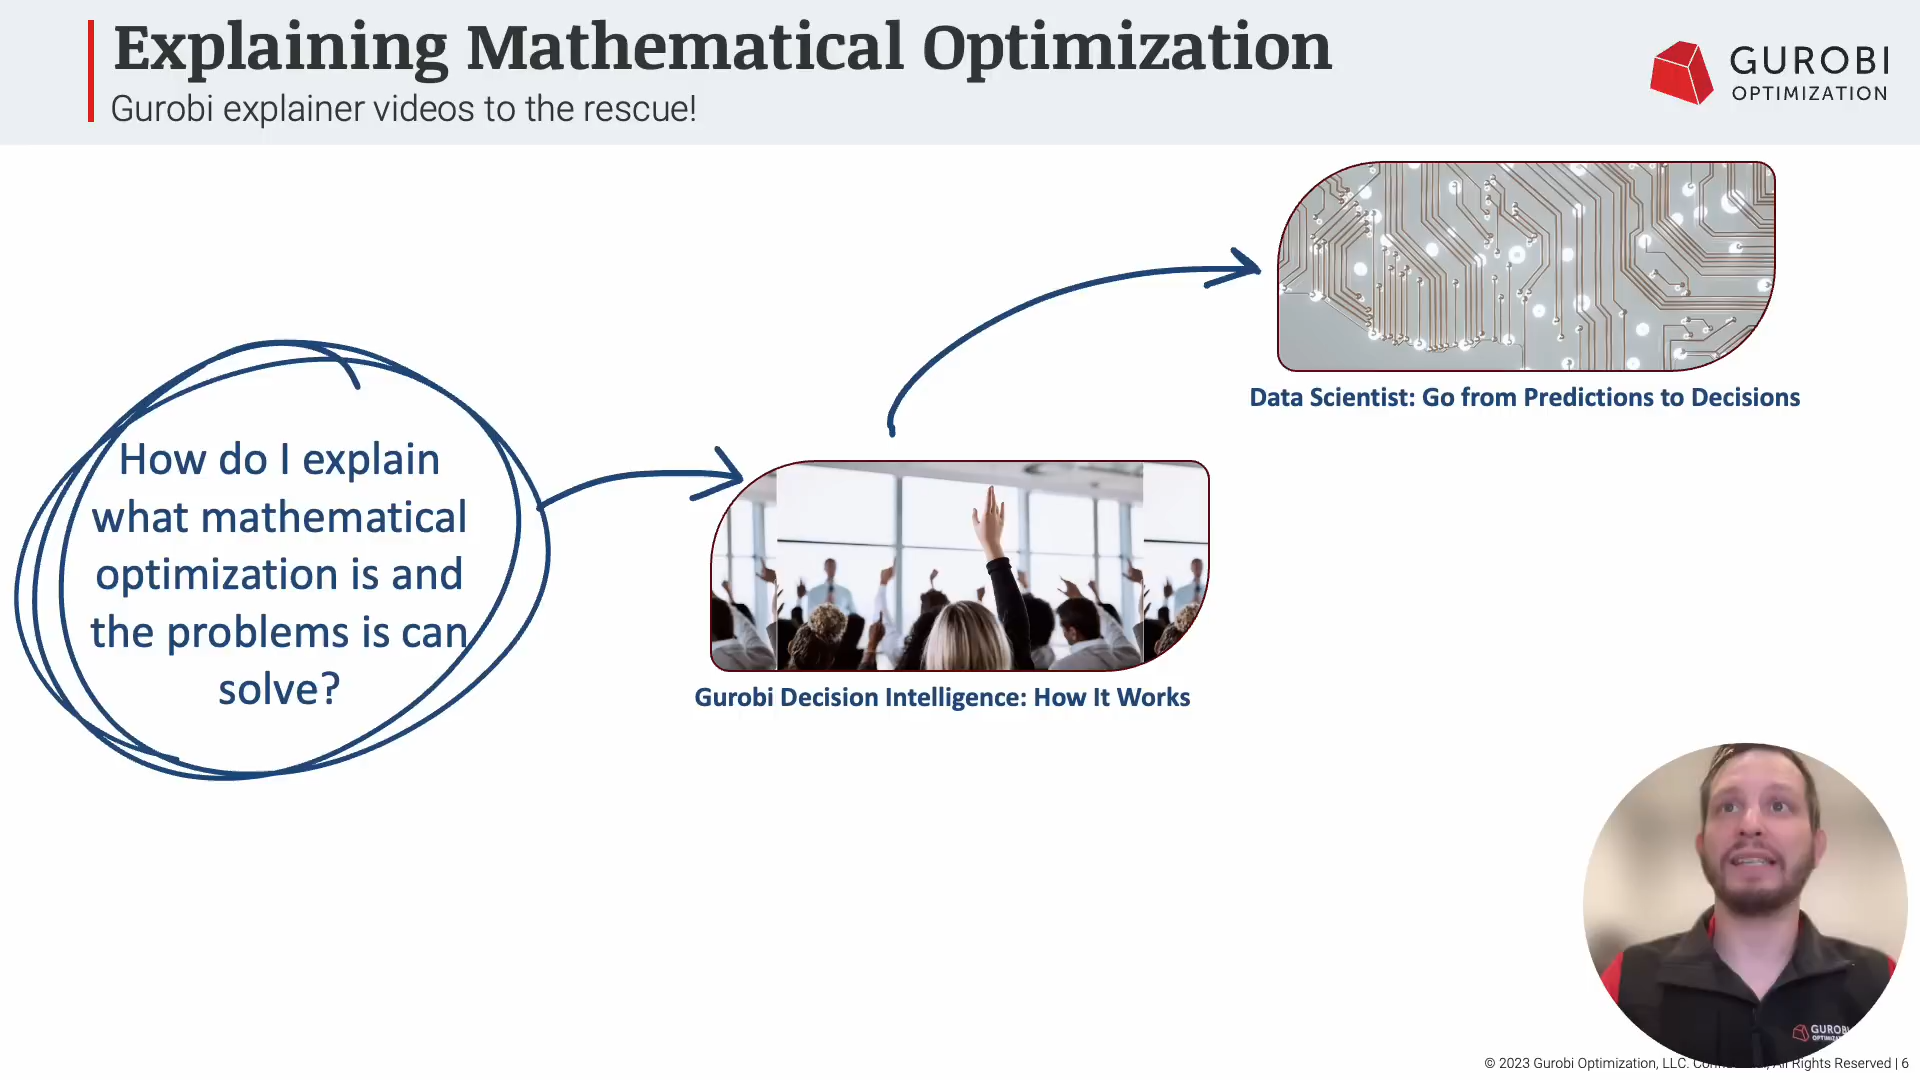 Explaining Mathematical Optimization
Gurobi explainer videos to the rescue!
GUROBI
OPTIMIZATION
Data Scientist: Go from Predictions to Decisions
How do I explain
what mathematical
optimization is and
the problems is can
solve?
Gurobi Decision Intelligence: How It Works
GUROBI
© 2023 Gurobi Optimization, LLC. All Rights Reserved | 6